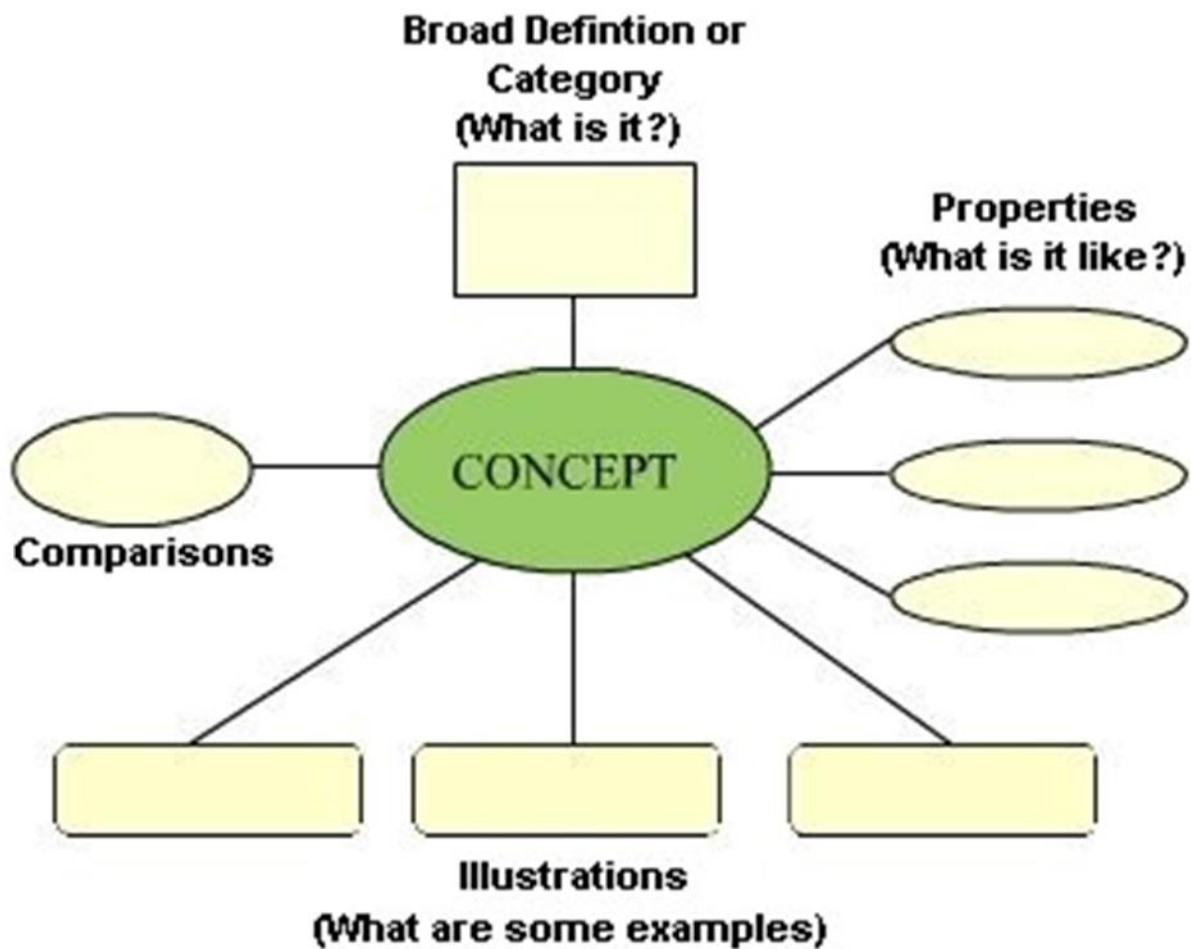 Broad Defintion or
Category
(What is it?)
Properties
(What is it like?)
CONCEPT
Comparisons
Illustrations
(What are some examples)